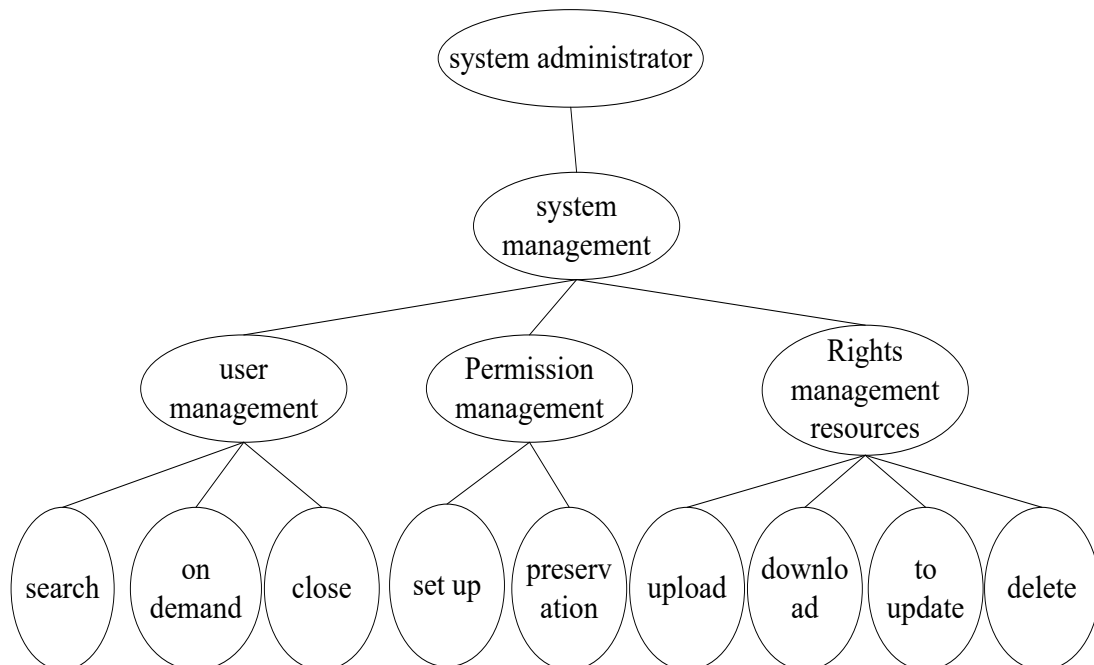 system administrator
system
management
user
management
Permission
management
Rights
management
resources
search
on
demand
close
set up
preserv
ation
upload
downlo
ad
to
update
delete